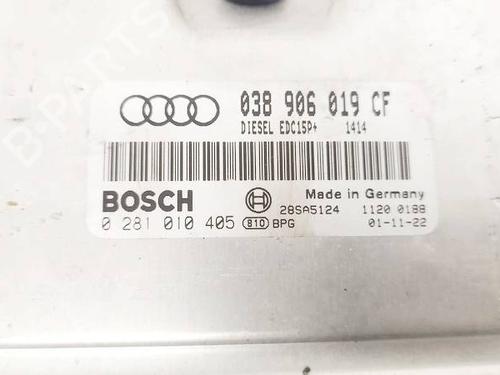 038 906 019 CF
DIESEL EDC15P+ 1414
BOSCH
Made in Germany
0 281 010 405 810 BPG
28SA5124 1120 0188
01-11-22
B-PARTS